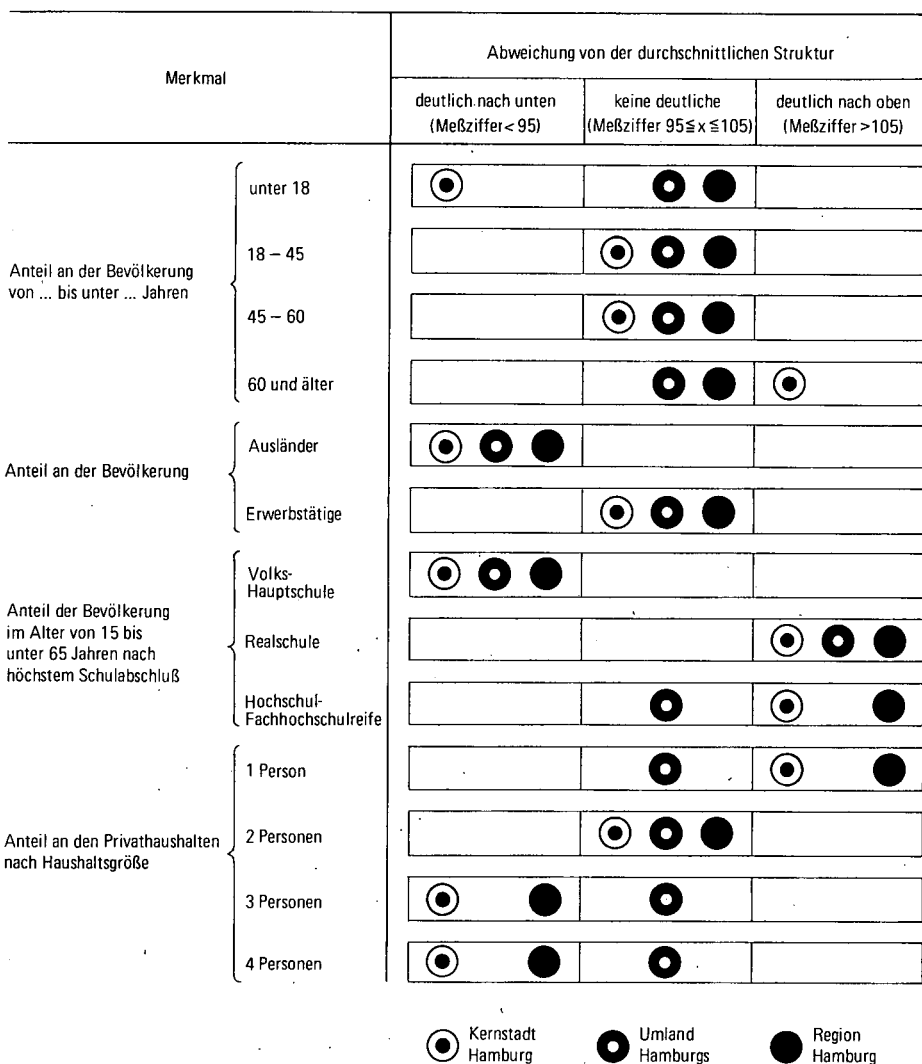 Merkmal
Abweichung von der durchschnittlichen Struktur
deutlich nach unten
(Meßziffer < 95)
keine deutliche
(Meßziffer 95 ≦ x ≦ 105)
deutlich nach oben
(Meßziffer > 105)
Anteil an der Bevölkerung
von ... bis unter ... Jahren
unter 18
18 – 45
45 – 60
60 und älter
Anteil an der Bevölkerung
Ausländer
Erwerbstätige
Anteil der Bevölkerung
im Alter von 15 bis
unter 65 Jahren nach
höchstem Schulabschluß
Volks-
Hauptschule
Realschule
Hochschul-
Fachhochschulreife
Anteil an den Privathaushalten
nach Haushaltsgröße
1 Person
2 Personen
3 Personen
4 Personen
Kernstadt
Hamburg
Umland
Hamburgs
Region
Hamburg